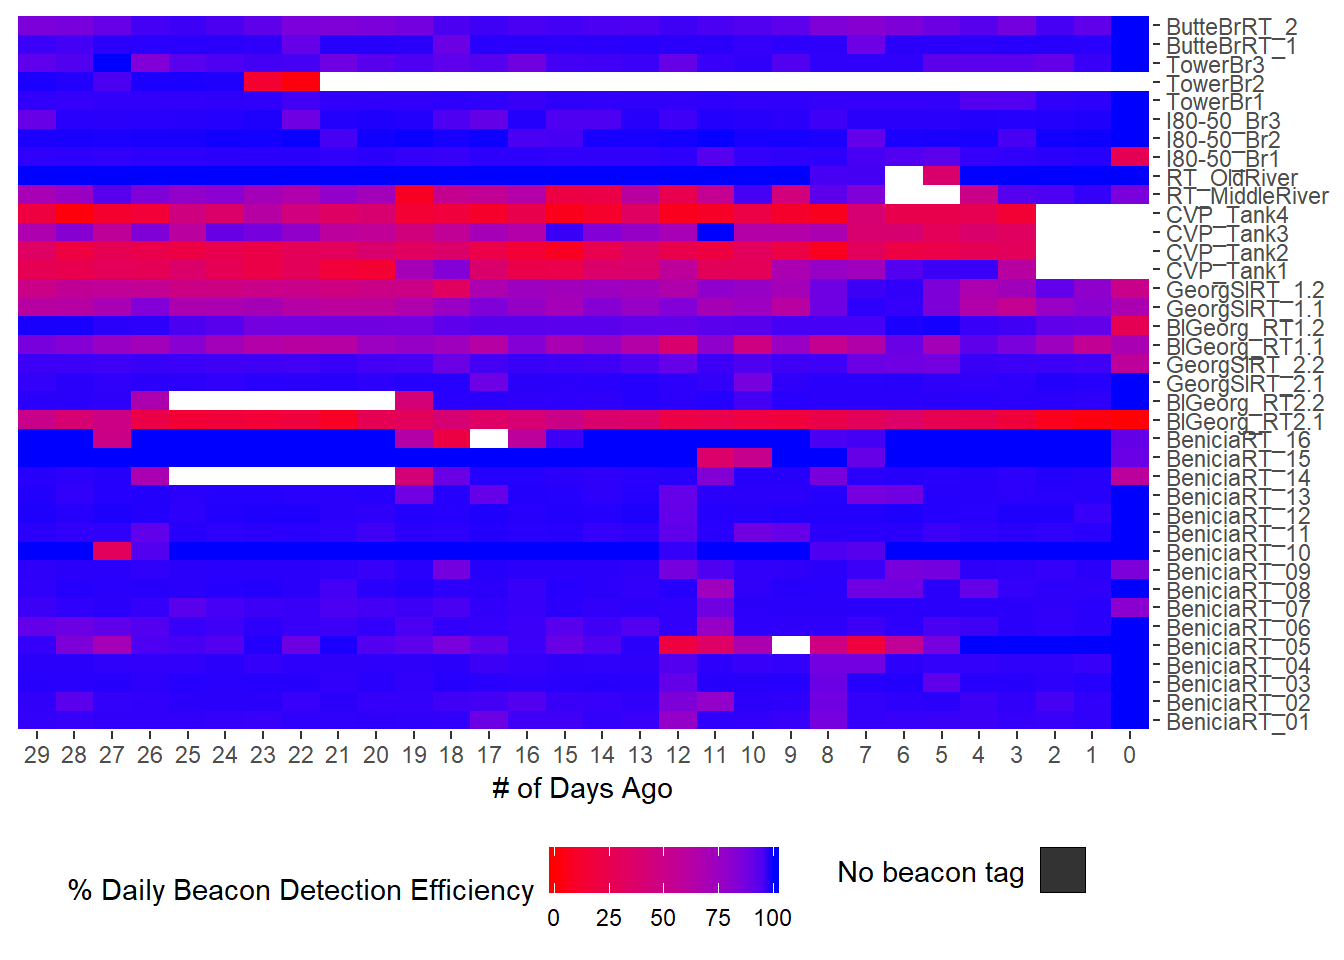 ButteBrRT_2
ButteBrRT_1
TowerBr3
TowerBr2
TowerBr1
I80-50_Br3
I80-50_Br2
I80-50_Br1
RT_OldRiver
RT_MiddleRiver
CVP_Tank4
CVP_Tank3
CVP_Tank2
CVP_Tank1
GeorgSlRT_1.2
GeorgSlRT_1.1
BlGeorg_RT1.2
BlGeorg_RT1.1
GeorgSlRT_2.2
GeorgSlRT_2.1
BlGeorg_RT2.2
BlGeorg_RT2.1
BeniciaRT_16
BeniciaRT_15
BeniciaRT_14
BeniciaRT_13
BeniciaRT_12
BeniciaRT_11
BeniciaRT_10
BeniciaRT_09
BeniciaRT_08
BeniciaRT_07
BeniciaRT_06
BeniciaRT_05
BeniciaRT_04
BeniciaRT_03
BeniciaRT_02
BeniciaRT_01
29 28 27 26 25 24 23 22 21 20 19 18 17 16 15 14 13 12 11 10 9 8 7 6 5 4 3 2 1 0
# of Days Ago
% Daily Beacon Detection Efficiency
0 25 50 75 100
No beacon tag